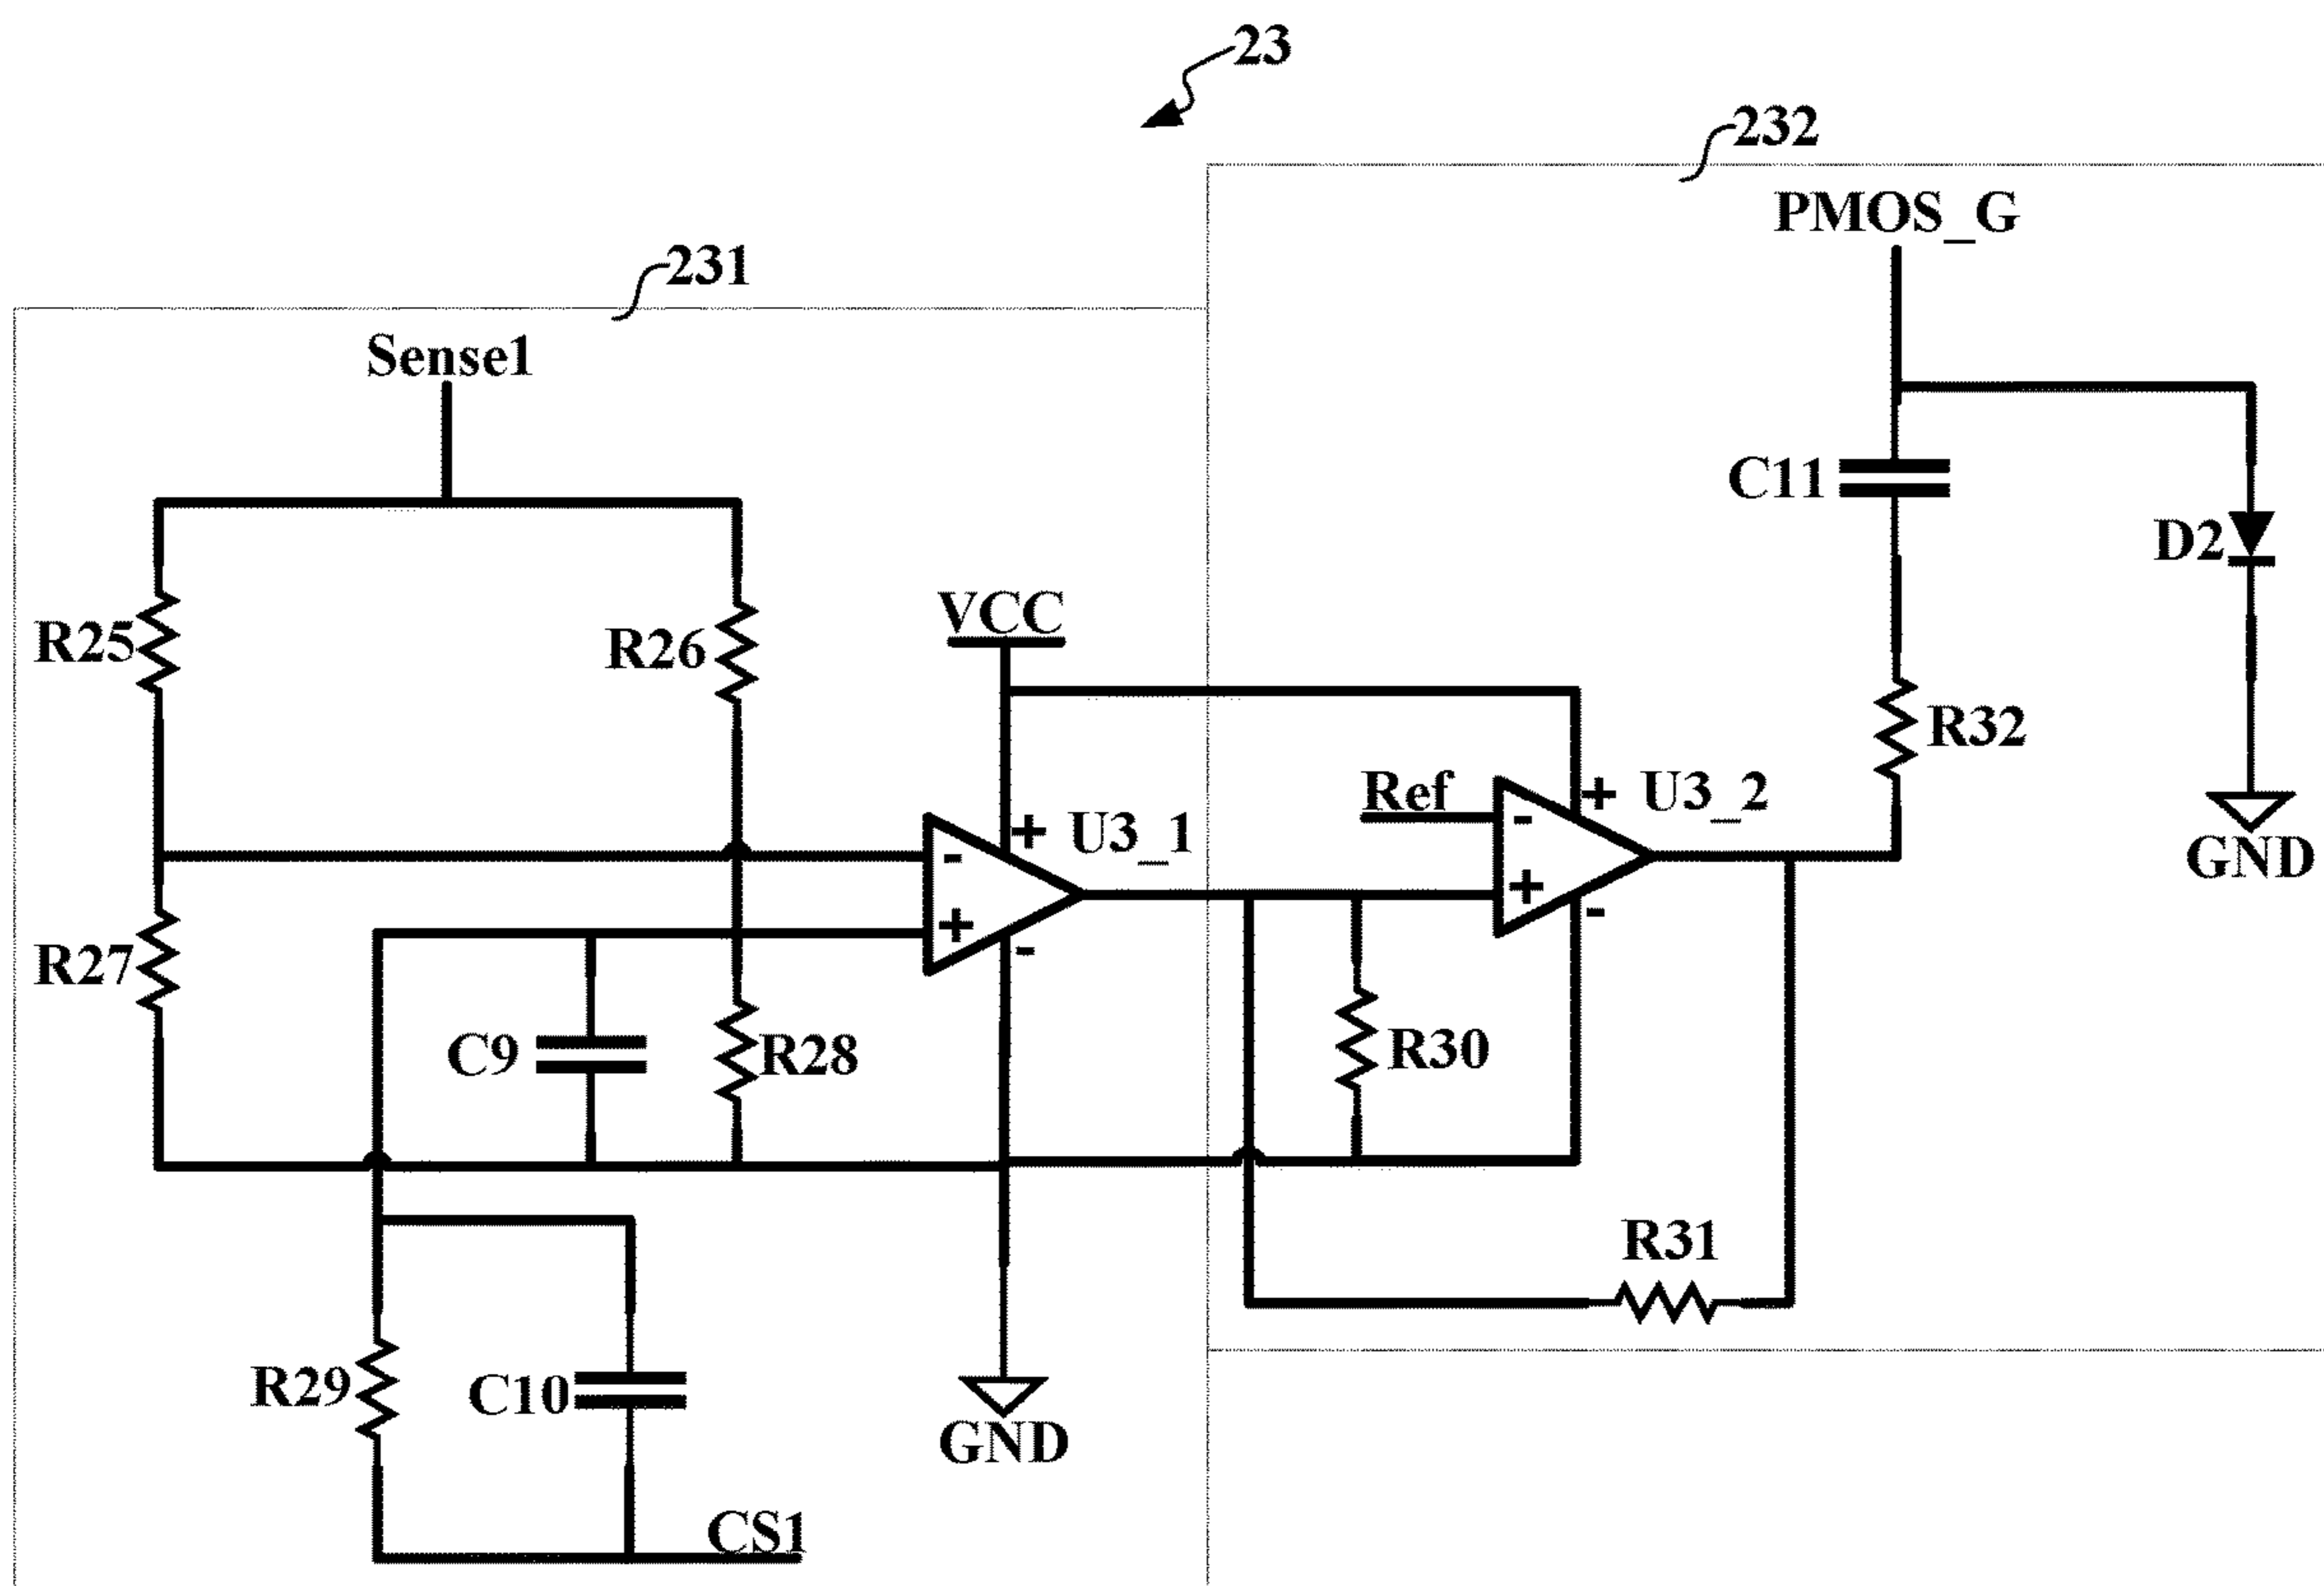 23
232
PMOS_G
231
Sense1
C11
D2
VCC
R25
R26
R32
Ref
-
+
U3_2
+
U3_1
-
GND
+
-
-
+
-
R27
C9
R28
R30
R31
R29
C10
GND
CS1